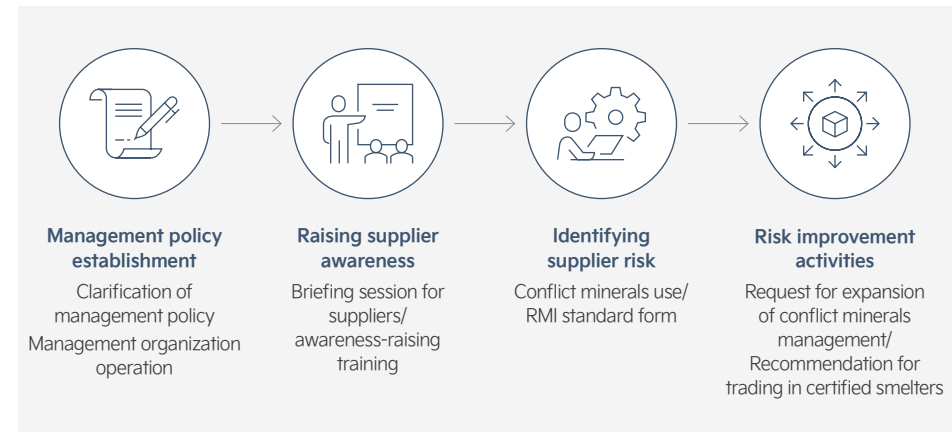 Management policy
establishment
Clarification of
management policy
Management organization
operation
Raising supplier
awareness
Briefing session for
suppliers/
awareness-raising
training
Identifying
supplier risk
Conflict minerals use/
RMI standard form
Risk improvement
activities
Request for expansion
of conflict minerals
management/
Recommendation for
trading in certified smelters